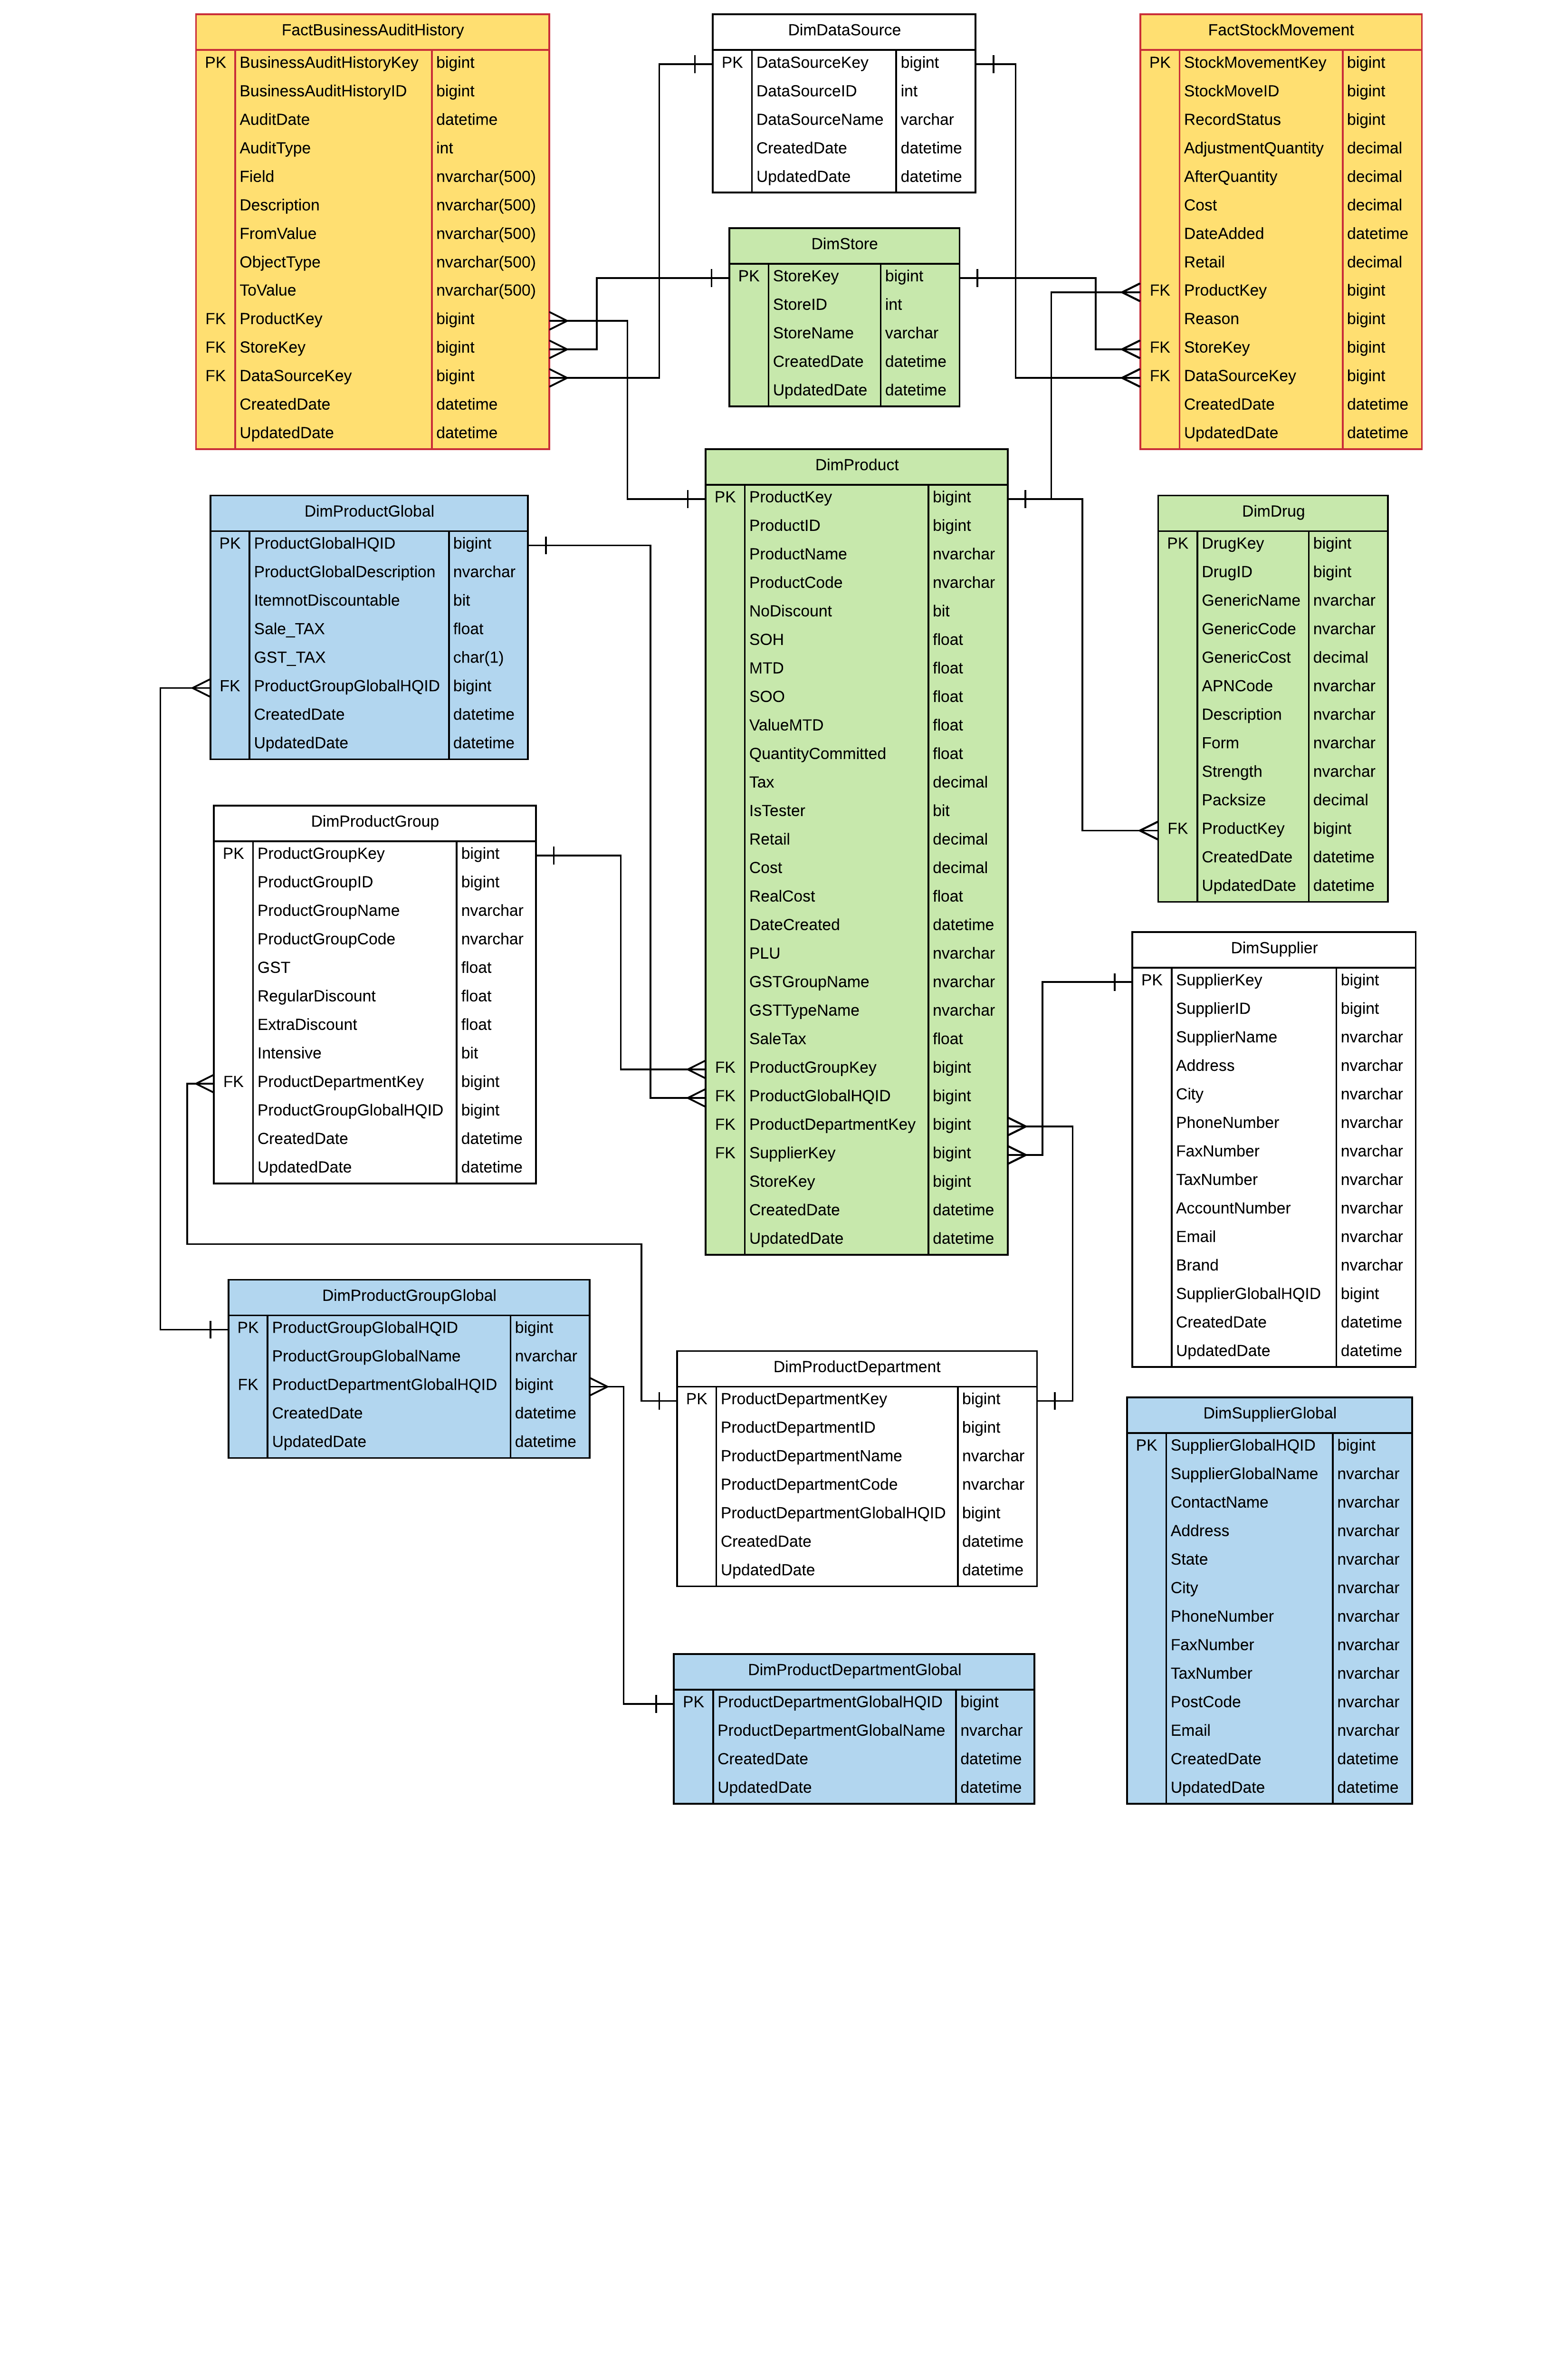 FactBusinessAuditHistory
PK BusinessAuditHistoryKey bigint
BusinessAuditHistoryID bigint
AuditDate datetime
AuditType int
Field nvarchar(500)
Description nvarchar(500)
FromValue nvarchar(500)
ObjectType nvarchar(500)
ToValue nvarchar(500)
FK ProductKey bigint
FK StoreKey bigint
FK DataSourceKey bigint
CreatedDate datetime
UpdatedDate datetime
DimDataSource
PK DataSourceKey bigint
DataSourceID int
DataSourceName varchar
CreatedDate datetime
UpdatedDate datetime
FactStockMovement
PK StockMovementKey bigint
StockMoveID bigint
RecordStatus bigint
AdjustmentQuantity decimal
AfterQuantity decimal
Cost decimal
DateAdded datetime
Retail decimal
FK ProductKey bigint
Reason bigint
FK StoreKey bigint
FK DataSourceKey bigint
CreatedDate datetime
UpdatedDate datetime
DimStore
PK StoreKey bigint
StoreID int
StoreName varchar
CreatedDate datetime
UpdatedDate datetime
DimProductGlobal
PK ProductGlobalHQID bigint
ProductGlobalDescription nvarchar
ItemnotDiscountable bit
Sale_TAX float
GST_TAX char(1)
FK ProductGroupGlobalHQID bigint
CreatedDate datetime
UpdatedDate datetime
DimProduct
PK ProductKey bigint
ProductID bigint
ProductName nvarchar
ProductCode nvarchar
NoDiscount bit
SOH float
MTD float
SOO float
ValueMTD float
QuantityCommitted float
Tax decimal
IsTester bit
Retail decimal
Cost decimal
RealCost float
DateCreated datetime
PLU nvarchar
GSTGroupName nvarchar
GSTTypeName nvarchar
SaleTax float
FK ProductGroupKey bigint
FK ProductGlobalHQID bigint
FK ProductDepartmentKey bigint
FK SupplierKey bigint
StoreKey bigint
CreatedDate datetime
UpdatedDate datetime
DimDrug
PK DrugKey bigint
DrugID bigint
GenericName nvarchar
GenericCode nvarchar
GenericCost decimal
APNCode nvarchar
Description nvarchar
Form nvarchar
Strength nvarchar
Packsize decimal
FK ProductKey bigint
CreatedDate datetime
UpdatedDate datetime
DimProductGroup
PK ProductGroupKey bigint
ProductGroupID bigint
ProductGroupName nvarchar
ProductGroupCode nvarchar
GST float
RegularDiscount float
ExtraDiscount float
Intensive bit
FK ProductDepartmentKey bigint
ProductGroupGlobalHQID bigint
CreatedDate datetime
UpdatedDate datetime
DimSupplier
PK SupplierKey bigint
SupplierID bigint
SupplierName nvarchar
Address nvarchar
City nvarchar
PhoneNumber nvarchar
FaxNumber nvarchar
TaxNumber nvarchar
AccountNumber nvarchar
Email nvarchar
Brand nvarchar
SupplierGlobalHQID bigint
CreatedDate datetime
UpdatedDate datetime
DimProductGroupGlobal
PK ProductGroupGlobalHQID bigint
ProductGroupGlobalName nvarchar
FK ProductDepartmentGlobalHQID bigint
CreatedDate datetime
UpdatedDate datetime
DimProductDepartment
PK ProductDepartmentKey bigint
ProductDepartmentID bigint
ProductDepartmentName nvarchar
ProductDepartmentCode nvarchar
ProductDepartmentGlobalHQID bigint
CreatedDate datetime
UpdatedDate datetime
DimSupplierGlobal
PK SupplierGlobalHQID bigint
SupplierGlobalName nvarchar
ContactName nvarchar
Address nvarchar
State nvarchar
City nvarchar
PhoneNumber nvarchar
FaxNumber nvarchar
TaxNumber nvarchar
PostCode nvarchar
Email nvarchar
CreatedDate datetime
UpdatedDate datetime
DimProductDepartmentGlobal
PK ProductDepartmentGlobalHQID bigint
ProductDepartmentGlobalName nvarchar
CreatedDate datetime
UpdatedDate datetime